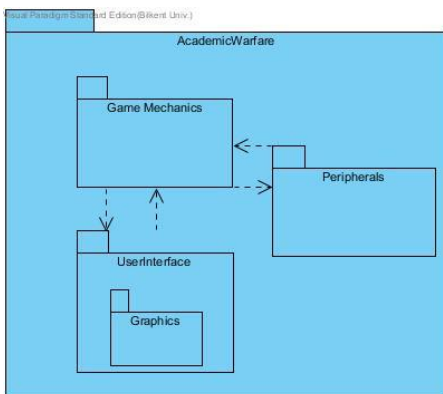 Visual Paradigm Standard Edition(Bilkent Univ.)
AcademicWarfare
Game Mechanics
Peripherals
UserInterface
Graphics